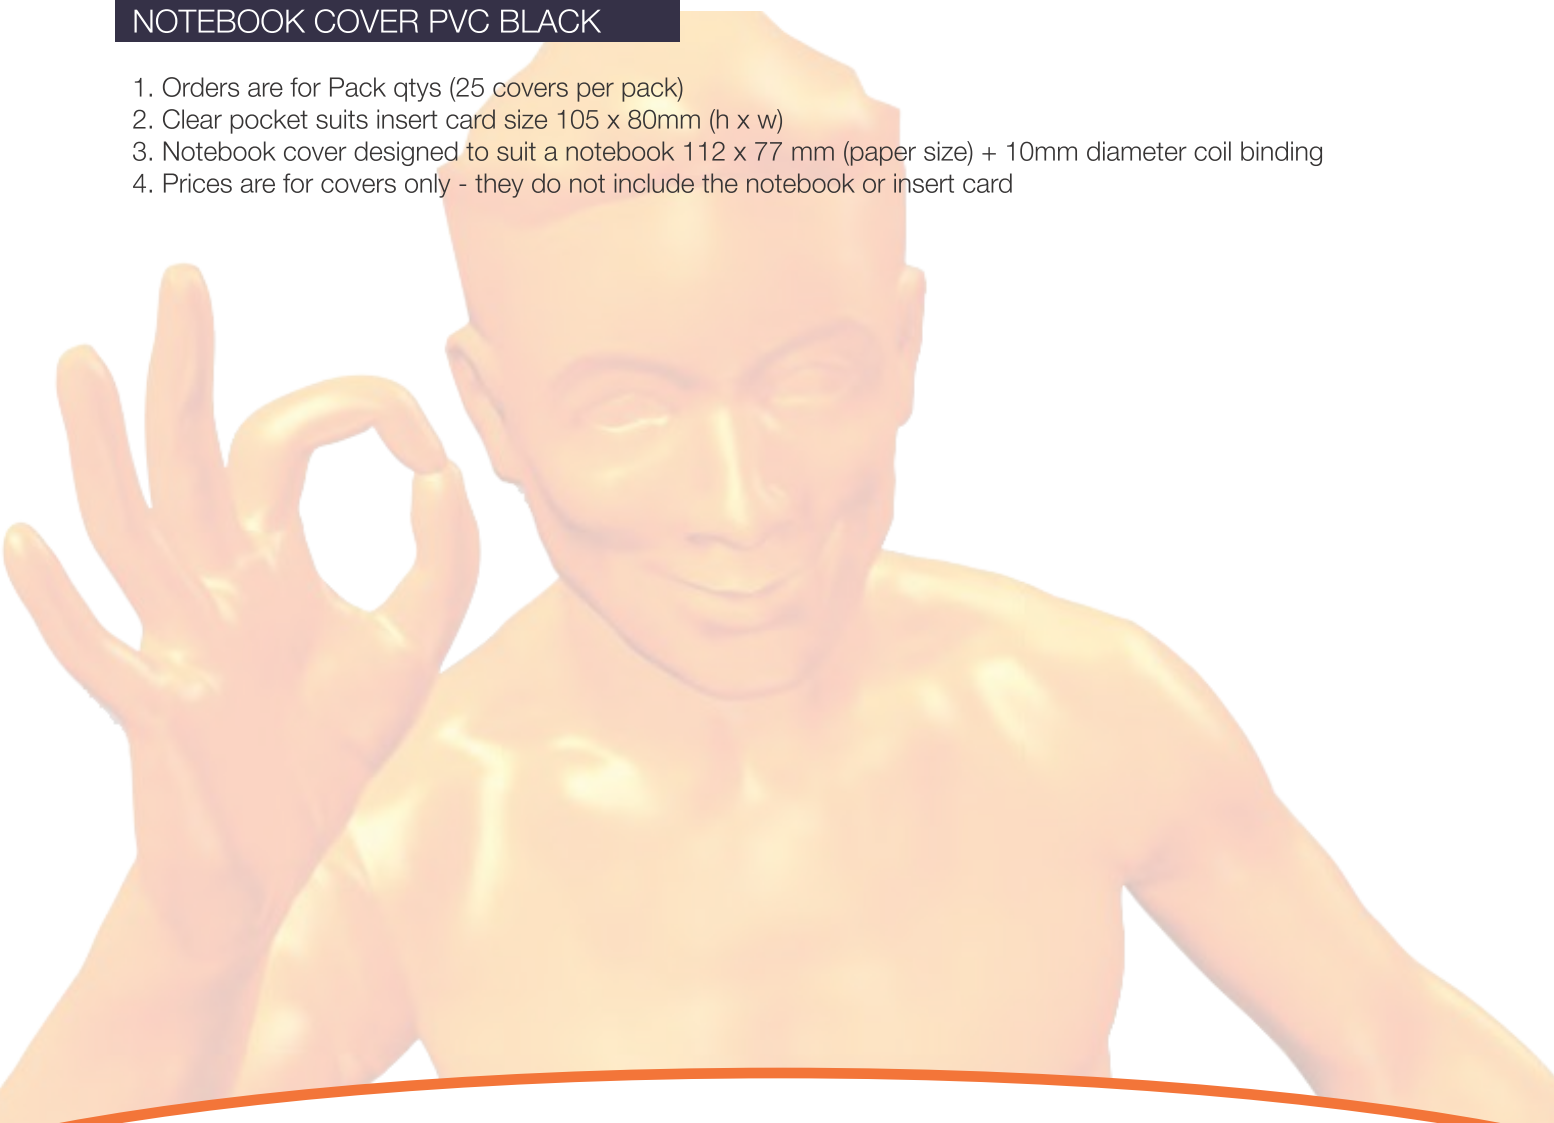 NOTEBOOK COVER PVC BLACK
1. Orders are for Pack qtys (25 covers per pack)
2. Clear pocket suits insert card size 105 x 80mm (h x w)
3. Notebook cover designed to suit a notebook 112 x 77 mm (paper size) + 10mm diameter coil binding
4. Prices are for covers only - they do not include the notebook or insert card